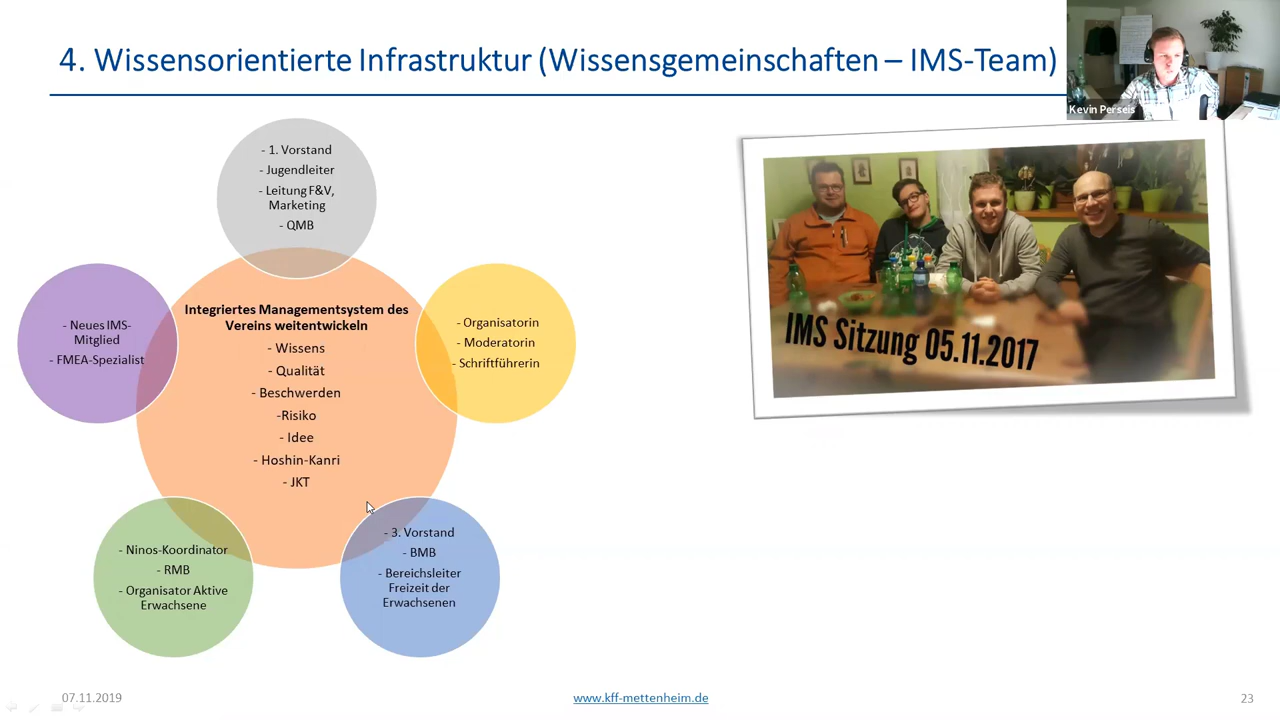 4. Wissensorientierte Infrastruktur (Wissensgemeinschaften – IMS-Team)
Kevin Perseis
- 1. Vorstand
- Jugendleiter
- Leitung F&V,
Marketing
- QMB
- Neues IMS-
Mitglied
- FMEA-Spezialist
Integriertes Managementsystem des
Vereins weitentwickeln
- Wissens
- Qualität
- Beschwerden
-Risiko
- Idee
- Hoshin-Kanri
- JKT
- Organisatorin
- Moderatorin
- Schriftführerin
- Ninos-Koordinator
- RMB
- Organisator Aktive
Erwachsene
- 3. Vorstand
- BMB
- Bereichsleiter
Freizeit der
Erwachsenen
IMS Sitzung 05.11.2017
07.11.2019
www.kff-mettenheim.de
23